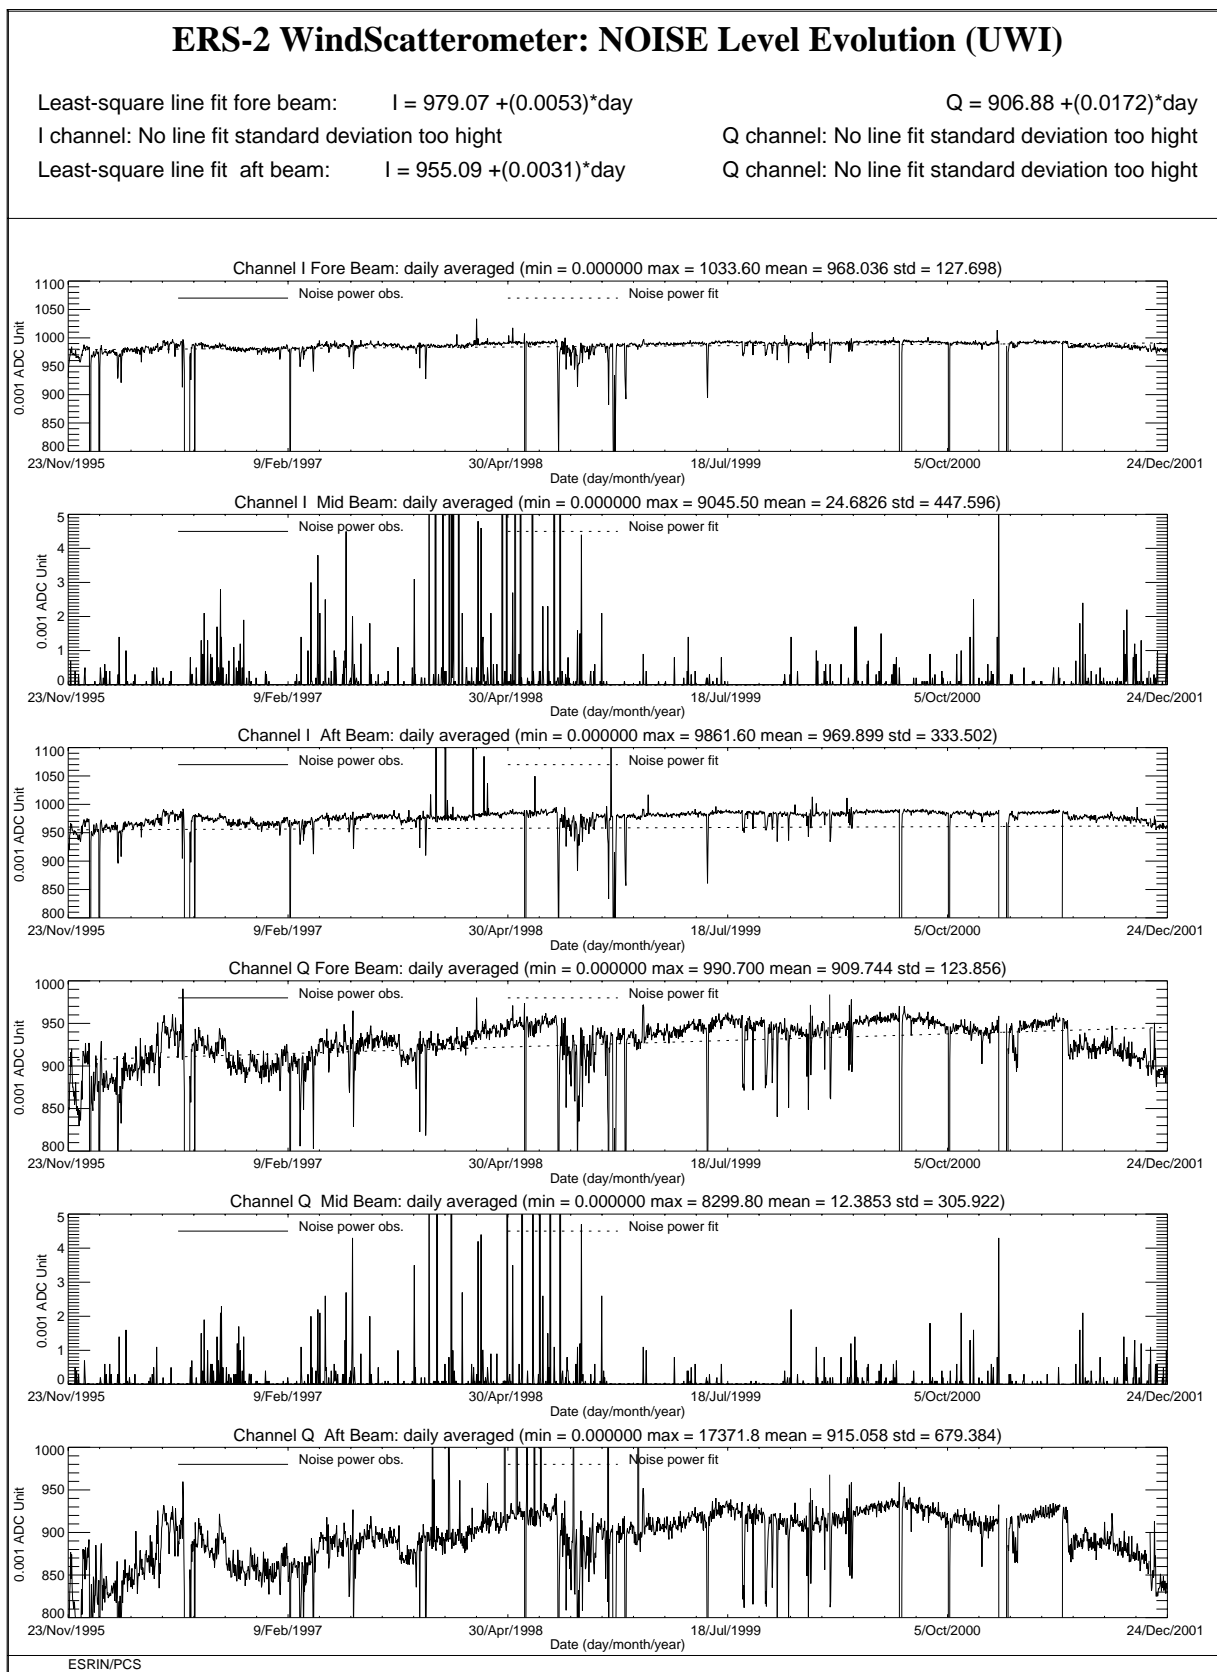 ERS-2 WindScatterometer: NOISE Level Evolution (UWI)
Least-square line fit fore beam: I = 979.07 +(0.0053)*day Q = 906.88 +(0.0172)*day
I channel: No line fit standard deviation too hight Q channel: No line fit standard deviation too hight
Least-square line fit aft beam: I = 955.09 +(0.0031)*day Q channel: No line fit standard deviation too hight
Channel I Fore Beam: daily averaged (min = 0.000000 max = 1033.60 mean = 968.036 std = 127.698)
Noise power obs. Noise power fit
0.001 ADC Unit
1100
1050
1000
950
900
850
800
23/Nov/1995 9/Feb/1997 30/Apr/1998 18/Jul/1999 5/Oct/2000 24/Dec/2001
Date (day/month/year)
Channel I Mid Beam: daily averaged (min = 0.000000 max = 9045.50 mean = 24.6826 std = 447.596)
Noise power obs. Noise power fit
0.001 ADC Unit
5
4
3
2
1
0
23/Nov/1995 9/Feb/1997 30/Apr/1998 18/Jul/1999 5/Oct/2000 24/Dec/2001
Date (day/month/year)
Channel I Aft Beam: daily averaged (min = 0.000000 max = 9861.60 mean = 969.899 std = 333.502)
Noise power obs. Noise power fit
0.001 ADC Unit
1100
1050
1000
950
900
850
800
23/Nov/1995 9/Feb/1997 30/Apr/1998 18/Jul/1999 5/Oct/2000 24/Dec/2001
Date (day/month/year)
Channel Q Fore Beam: daily averaged (min = 0.000000 max = 990.700 mean = 909.744 std = 123.856)
Noise power obs. Noise power fit
0.001 ADC Unit
1000
950
900
850
800
23/Nov/1995 9/Feb/1997 30/Apr/1998 18/Jul/1999 5/Oct/2000 24/Dec/2001
Date (day/month/year)
Channel Q Mid Beam: daily averaged (min = 0.000000 max = 8299.80 mean = 12.3853 std = 305.922)
Noise power obs. Noise power fit
0.001 ADC Unit
5
4
3
2
1
0
23/Nov/1995 9/Feb/1997 30/Apr/1998 18/Jul/1999 5/Oct/2000 24/Dec/2001
Date (day/month/year)
Channel Q Aft Beam: daily averaged (min = 0.000000 max = 17371.8 mean = 915.058 std = 679.384)
Noise power obs. Noise power fit
0.001 ADC Unit
1000
950
900
850
800
23/Nov/1995 9/Feb/1997 30/Apr/1998 18/Jul/1999 5/Oct/2000 24/Dec/2001
Date (day/month/year)
ESRIN/PCS